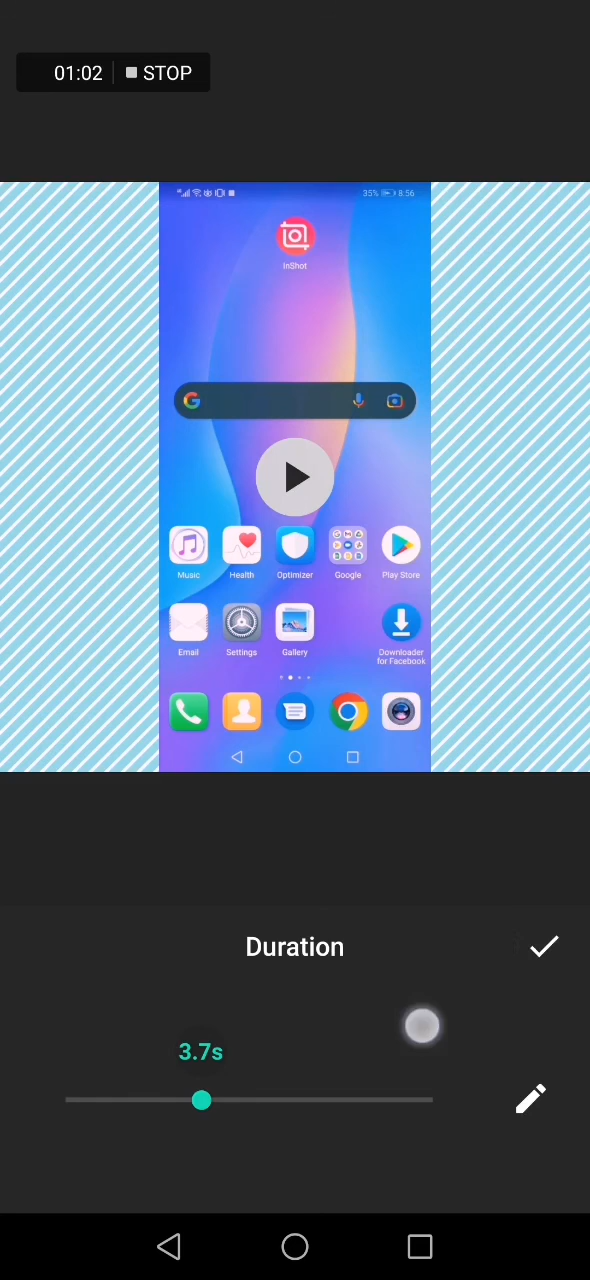 01:02 STOP
35% 8:56
InShot
Music Health Optimizer Google Play Store
Email Settings Gallery Downloader
for Facebook
Duration
3.7s